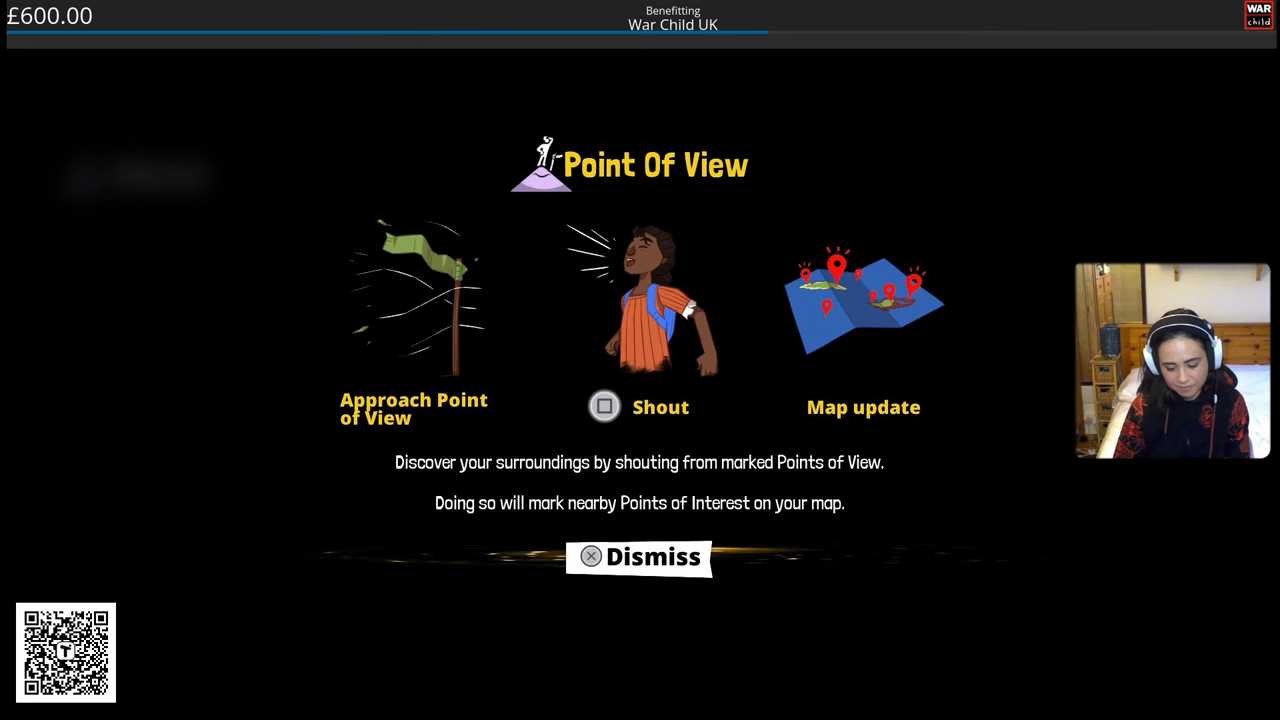 £600.00
Benefitting
War Child UK
WAR
child
Point Of View
Approach Point
of View
Shout
Map update
Discover your surroundings by shouting from marked Points of View.
Doing so will mark nearby Points of Interest on your map.
Dismiss